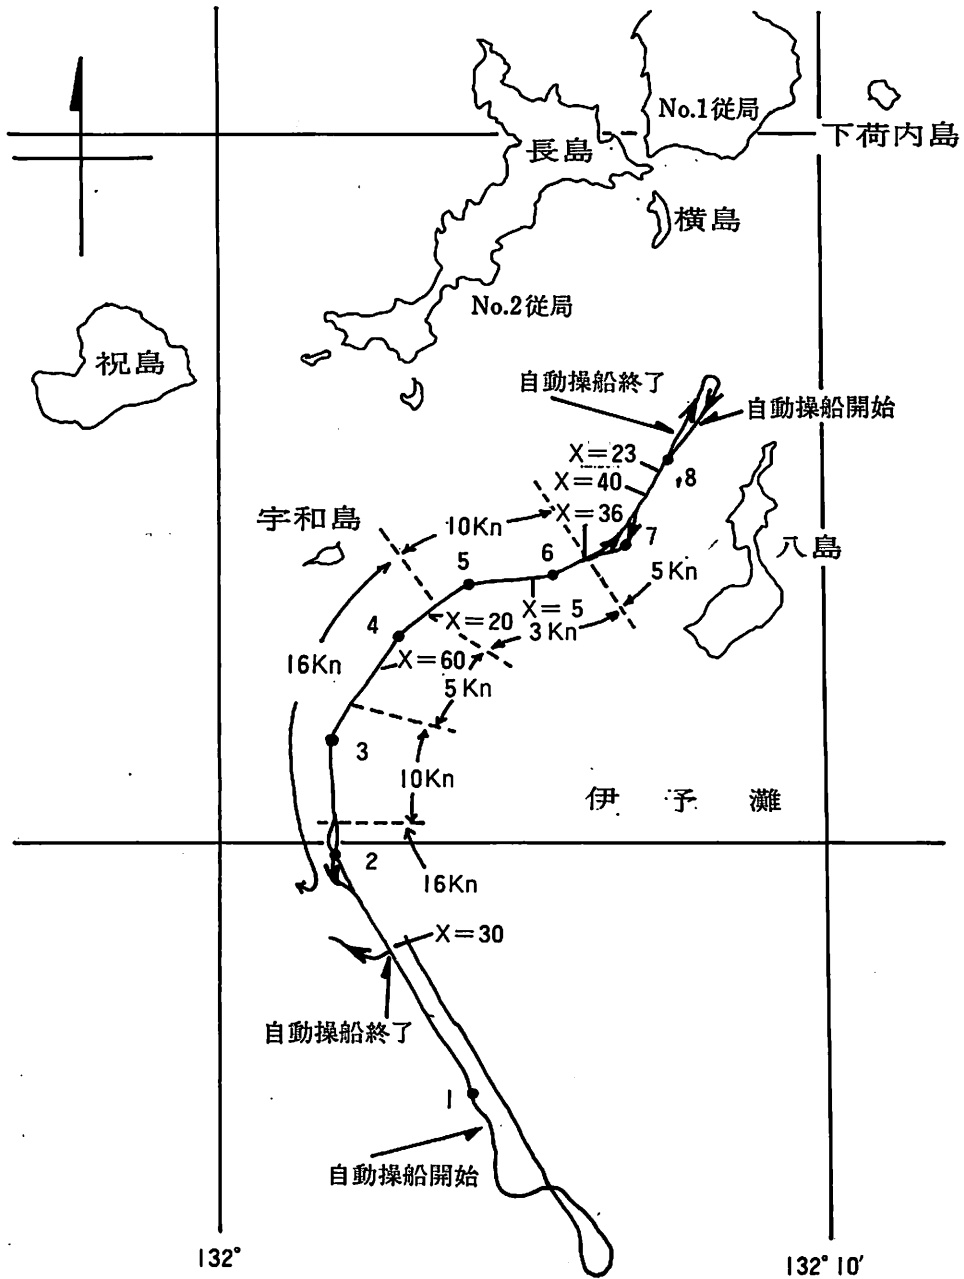 No.1従局
下荷内島
長島
横島
No.2従局
祝島
自動操船終了
自動操船開始
X=23
8
X=40
X=36
宇和島
10Kn
7
八島
6
5
5Kn
X=5
4
X=20
3Kn
X=60
16Kn
5Kn
3
10Kn
伊予灘
2
16Kn
X=30
自動操船終了
1
自動操船開始
132°
132°10′